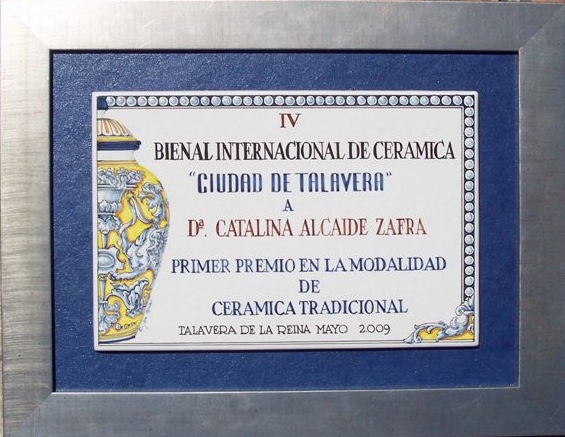 IV
BIENAL INTERNACIONAL DE CERAMICA
"CIUDAD DE TALAVERA"
A
Dª. CATALINA ALCAIDE ZAFRA
PRIMER PREMIO EN LA MODALIDAD
DE
CERAMICA TRADICIONAL
TALAVERA DE LA REINA MAYO 2009